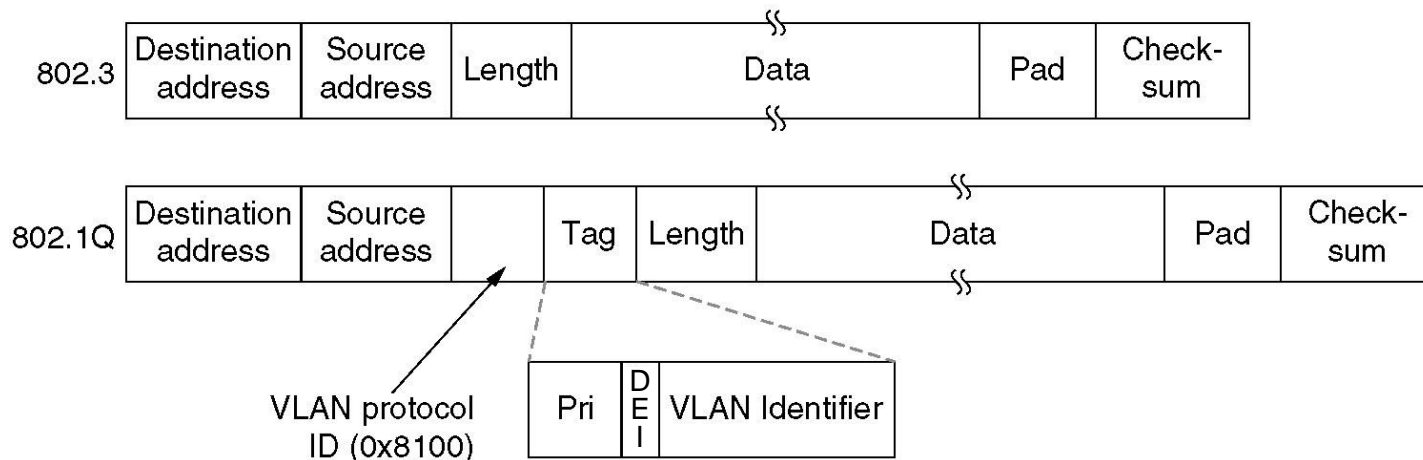 802.3
Destination
address
Source
address
Length
Data
Pad
Check-
sum
802.1Q
Destination
address
Source
address
Tag
Length
Data
Pad
Check-
sum
VLAN protocol
ID (0x8100)
Pri
D
E
I
VLAN Identifier